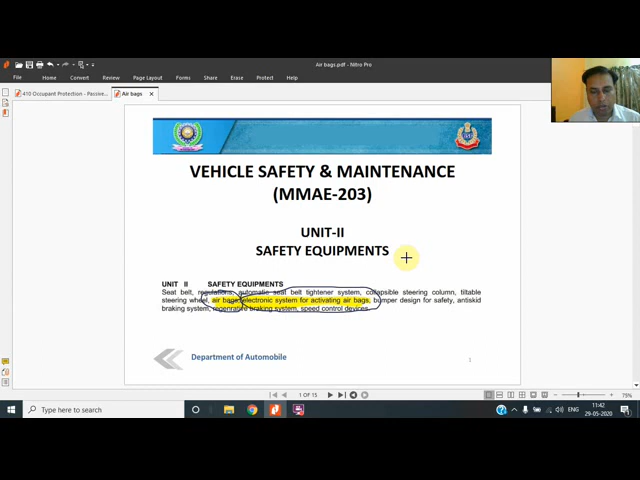 Air bags.pdf - Nitro Pro
File Home Convert Review Page Layout Forms Share Erase Protect Help
410 Occupant Protection - Passive... Air bags
VEHICLE SAFETY & MAINTENANCE
(MMAE-203)
UNIT-II
SAFETY EQUIPMENTS
UNIT II SAFETY EQUIPMENTS
Seat belt, regulations, automatic seat belt tightener system, collapsible steering column, tiltable
steering wheel, air bags, electronic system for activating air bags, bumper design for safety, antiskid
braking system, regenrative braking system, speed control devices.
Department of Automobile
1
1 OF 15
75%
Type here to search
ENG
11:42
29-05-2020